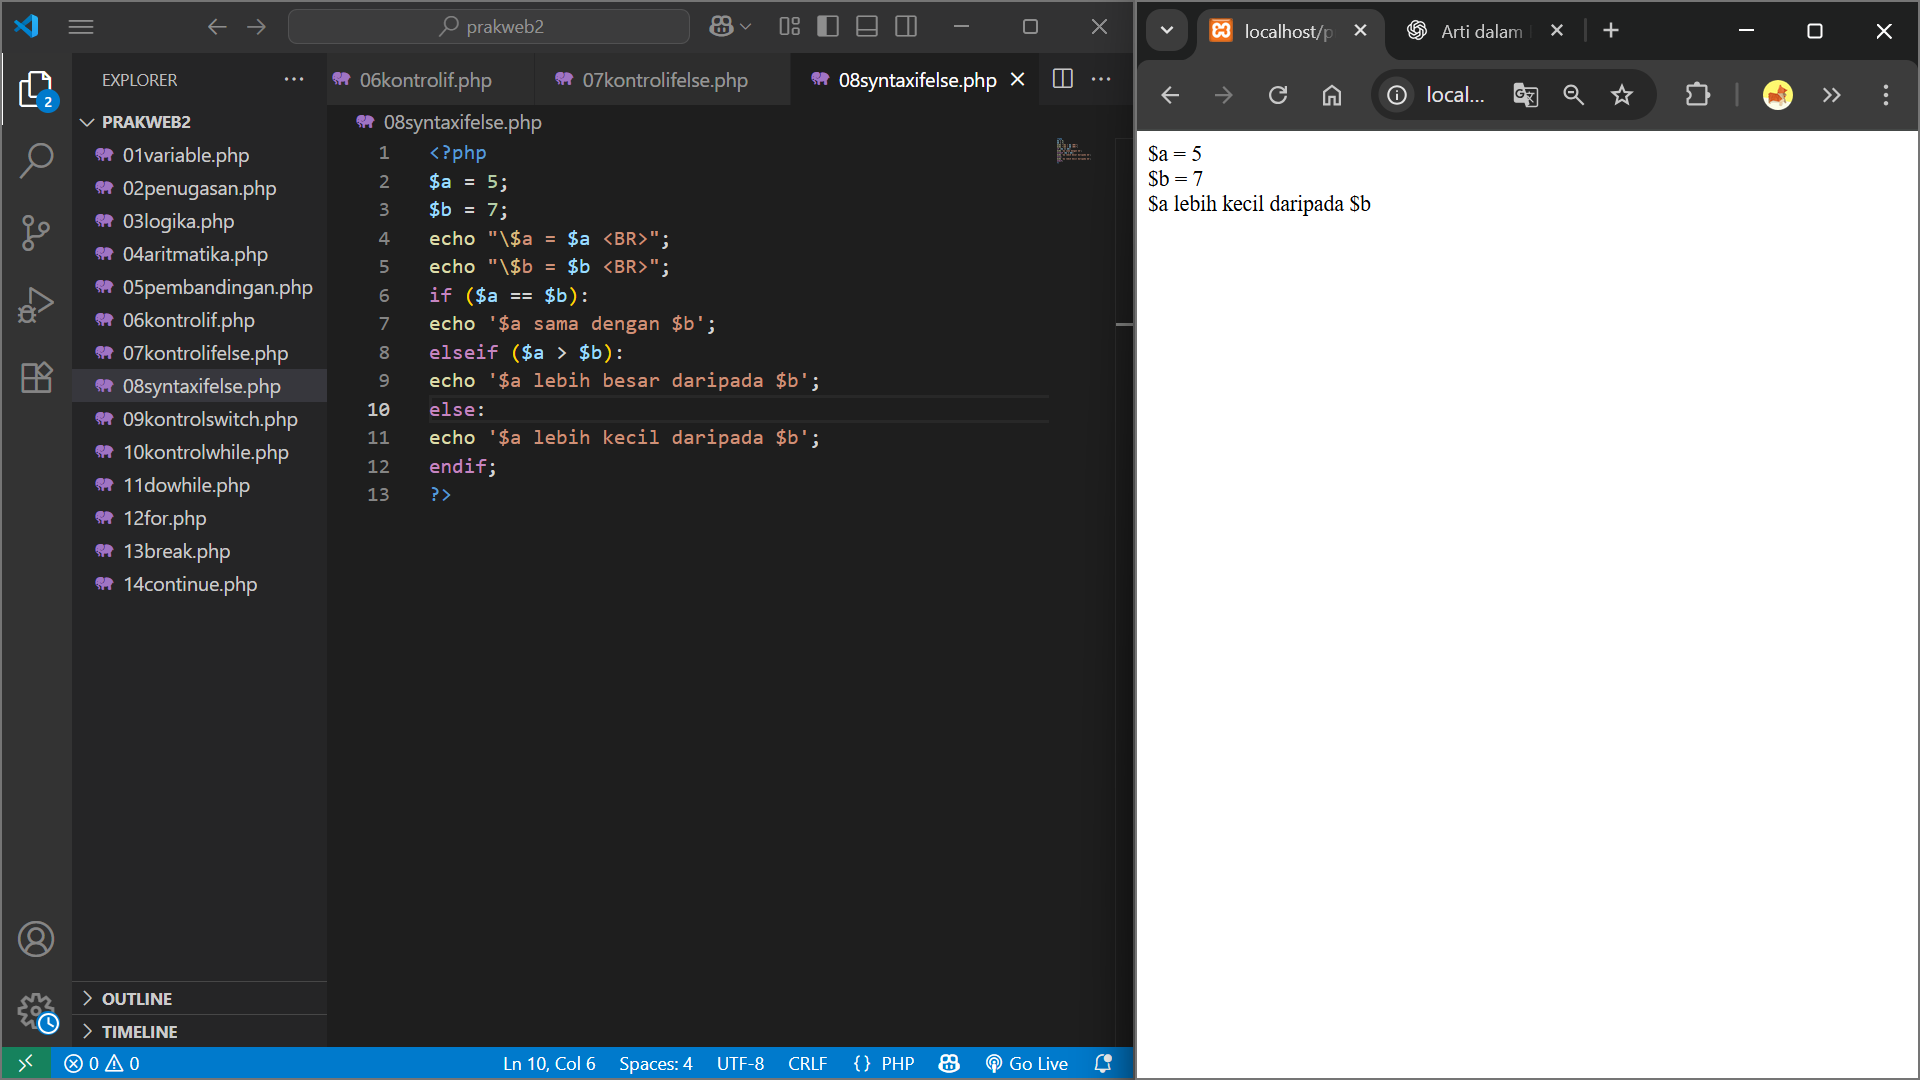 prakweb2
EXPLORER
PRAKWEB2
01variable.php
02penugasan.php
03logika.php
04aritmatika.php
05pembandingan.php
06kontrolif.php
07kontrolifelse.php
08syntaxifelse.php
09kontrolswitch.php
10kontrolwhile.php
11dowhile.php
12for.php
13break.php
14continue.php
OUTLINE
TIMELINE
2
06kontrolif.php 07kontrolifelse.php 08syntaxifelse.php
08syntaxifelse.php
1 <?php
2 $a = 5;
3 $b = 7;
4 echo "\$a = $a <BR>";
5 echo "\$b = $b <BR>";
6 if ($a == $b):
7 echo '$a sama dengan $b';
8 elseif ($a > $b):
9 echo '$a lebih besar daripada $b';
10 else:
11 echo '$a lebih kecil daripada $b';
12 endif;
13 ?>
0 0 Ln 10, Col 6 Spaces: 4 UTF-8 CRLF {} PHP Go Live
localhost/p Arti dalam
local...
$a = 5
$b = 7
$a lebih kecil daripada $b